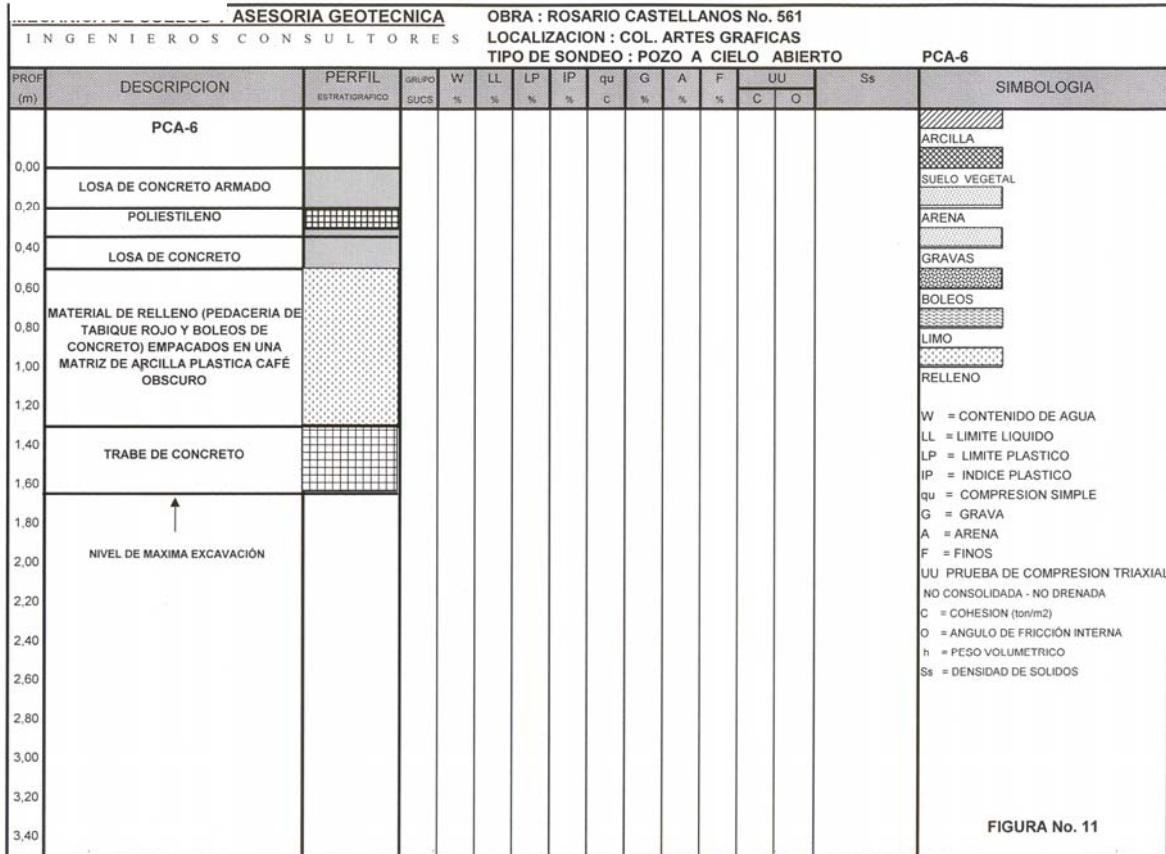 ASESORIA GEOTECNICA
INGENIEROS CONSULTORES
OBRA : ROSARIO CASTELLANOS No. 561
LOCALIZACION : COL. ARTES GRAFICAS
TIPO DE SONDEO : POZO A CIELO ABIERTO PCA-6
PROF (m)
DESCRIPCION
PERFIL
ESTRATIGRAFICO
GRUPO
SUCS
W %
LL %
LP %
IP %
qu C
G %
A %
F %
UU
C O
Ss
SIMBOLOGIA
PCA-6
0,00
LOSA DE CONCRETO ARMADO
0,20
POLIESTILENO
0,40
LOSA DE CONCRETO
0,60
MATERIAL DE RELLENO (PEDACERIA DE
0,80
TABIQUE ROJO Y BOLEOS DE
CONCRETO) EMPACADOS EN UNA
1,00
MATRIZ DE ARCILLA PLASTICA CAFÉ
OBSCURO
1,20
1,40
TRABE DE CONCRETO
1,60
1,80
NIVEL DE MAXIMA EXCAVACIÓN
2,00
2,20
2,40
2,60
2,80
3,00
3,20
3,40
ARCILLA
SUELO VEGETAL
ARENA
GRAVAS
BOLEOS
LIMO
RELLENO
W = CONTENIDO DE AGUA
LL = LIMITE LIQUIDO
LP = LIMITE PLASTICO
IP = INDICE PLASTICO
qu = COMPRESION SIMPLE
G = GRAVA
A = ARENA
F = FINOS
UU PRUEBA DE COMPRESION TRIAXIAL
NO CONSOLIDADA - NO DRENADA
C = COHESION (ton/m2)
O = ANGULO DE FRICCIÓN INTERNA
h = PESO VOLUMETRICO
Ss = DENSIDAD DE SOLIDOS
FIGURA No. 11